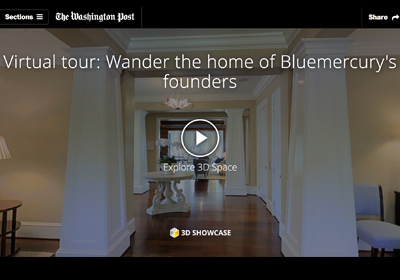 Sections
The Washington Post
Share
Virtual tour: Wander the home of Bluemercury's
founders
Explore 3D Space
3D SHOWCASE